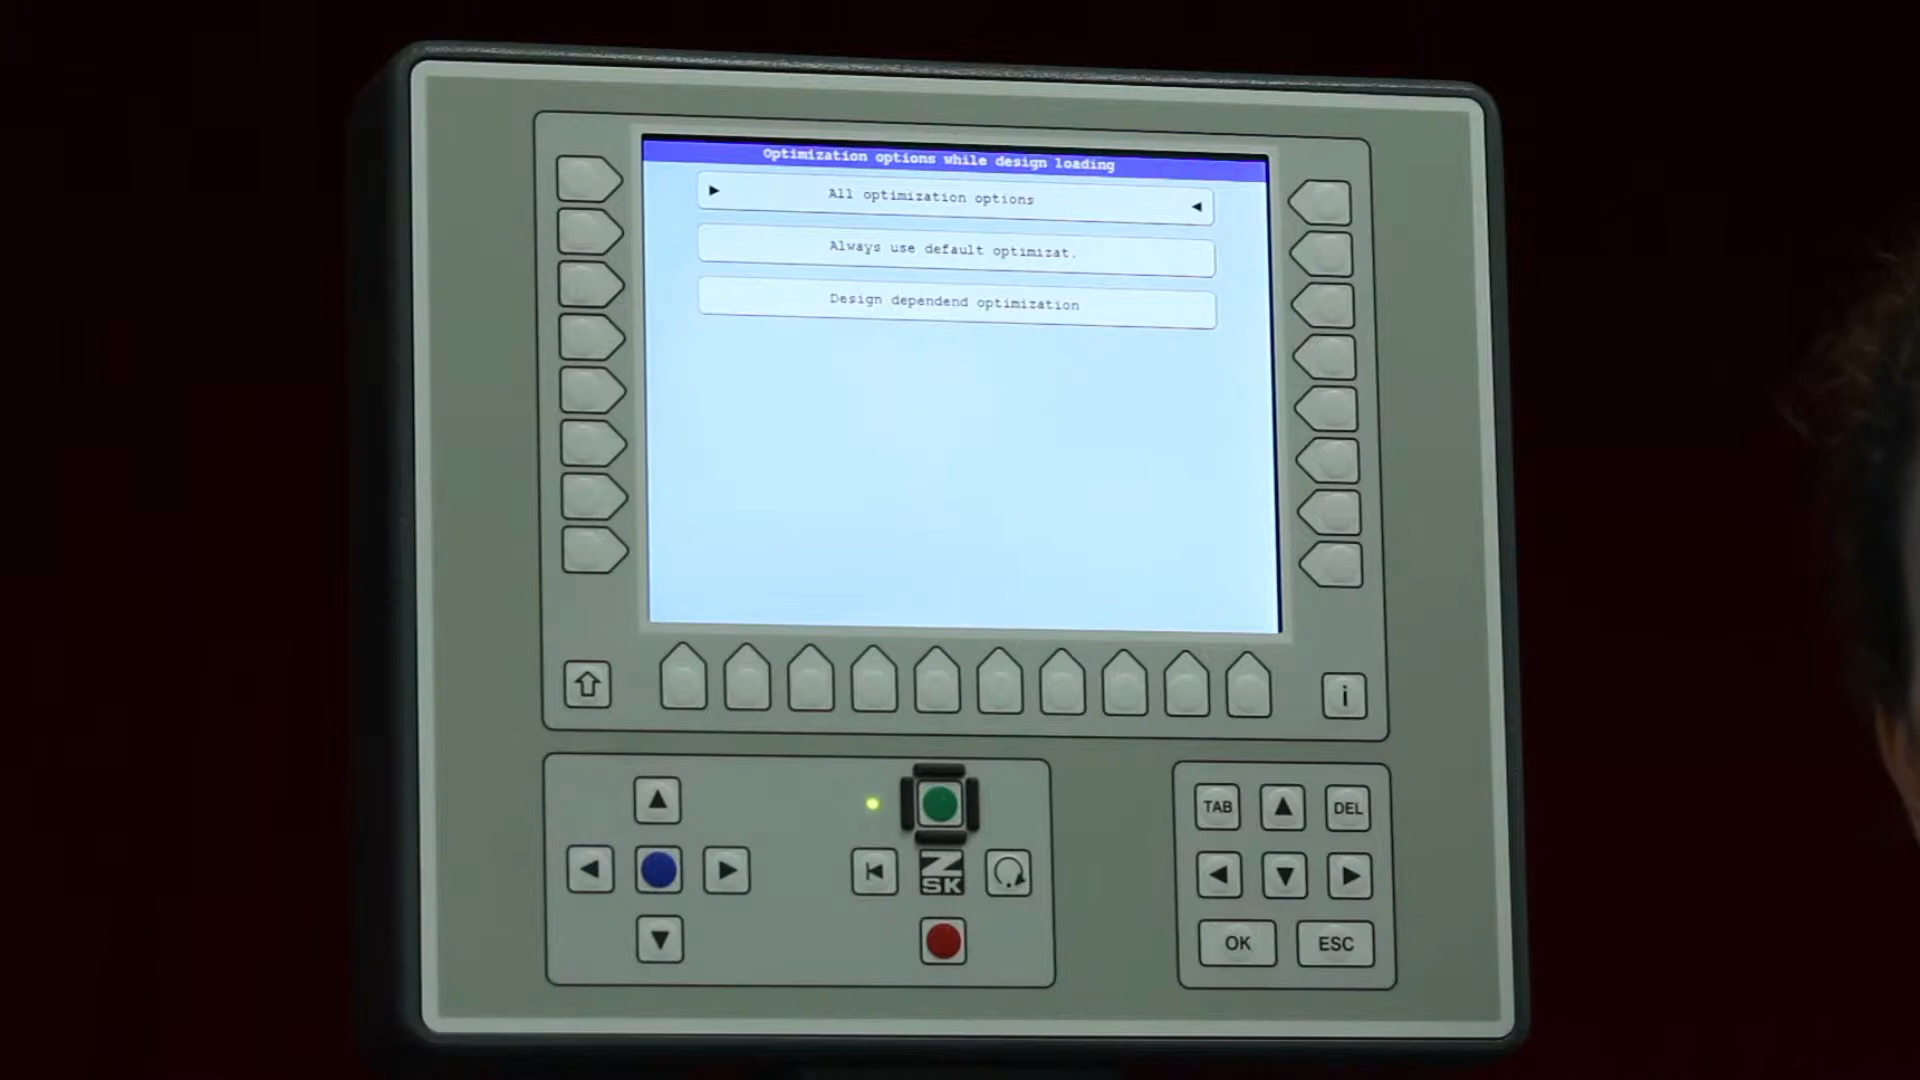 Optimization options while design loading
All optimization options
Always use default optimizat.
Design dependend optimization
i
TAB
DEL
Z
SK
OK
ESC